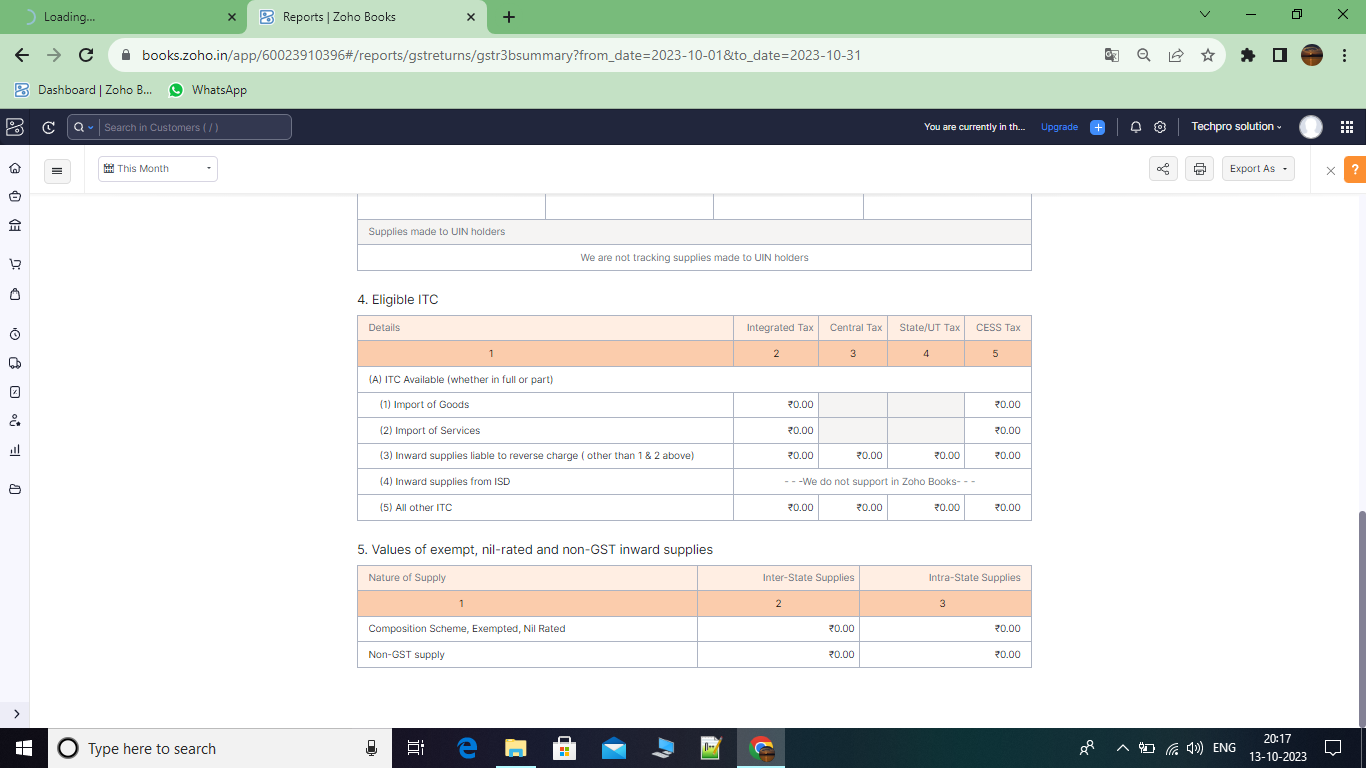 Loading...
Reports | Zoho Books
books.zoho.in/app/60023910396#/reports/gstreturns/gstr3bsummary?from_date=2023-10-01&to_date=2023-10-31
Dashboard | Zoho B...
WhatsApp
Search in Customers ( / )
You are currently in th...
Upgrade
Techpro solution
This Month
Export As
?
Supplies made to UIN holders
We are not tracking supplies made to UIN holders
4. Eligible ITC
Details Integrated Tax Central Tax State/UT Tax CESS Tax
1 2 3 4 5
(A) ITC Available (whether in full or part)
(1) Import of Goods ₹0.00 ₹0.00
(2) Import of Services ₹0.00 ₹0.00
(3) Inward supplies liable to reverse charge ( other than 1 & 2 above) ₹0.00 ₹0.00 ₹0.00 ₹0.00
(4) Inward supplies from ISD - - -We do not support in Zoho Books- - -
(5) All other ITC ₹0.00 ₹0.00 ₹0.00 ₹0.00
5. Values of exempt, nil-rated and non-GST inward supplies
Nature of Supply Inter-State Supplies Intra-State Supplies
1 2 3
Composition Scheme, Exempted, Nil Rated ₹0.00 ₹0.00
Non-GST supply ₹0.00 ₹0.00
Type here to search
ENG
20:17
13-10-2023